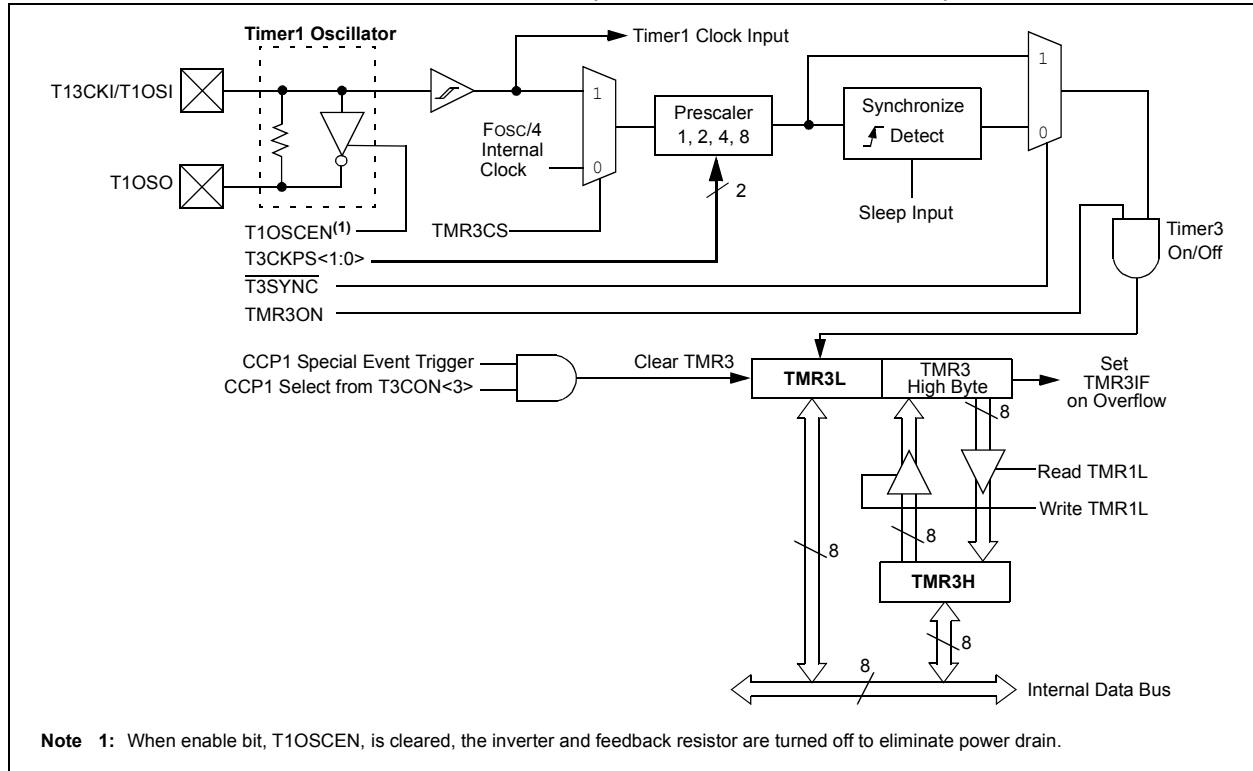 Timer1 Oscillator
Timer1 Clock Input
T13CKI/T1OSI
1
FOSC/4
Internal
Clock
0
Prescaler
1, 2, 4, 8
Synchronize
Detect
1
0
T1OSO
2
Sleep Input
T1OSCEN(1)
TMR3CS
Timer3
On/Off
T3CKPS<1:0>
T3SYNC
TMR3ON
CCP1 Special Event Trigger
CCP1 Select from T3CON<3>
Clear TMR3
TMR3L
TMR3
High Byte
Set
TMR3IF
on Overflow
8
Read TMR1L
Write TMR1L
8
8
TMR3H
8
8
Internal Data Bus
Note 1: When enable bit, T1OSCEN, is cleared, the inverter and feedback resistor are turned off to eliminate power drain.